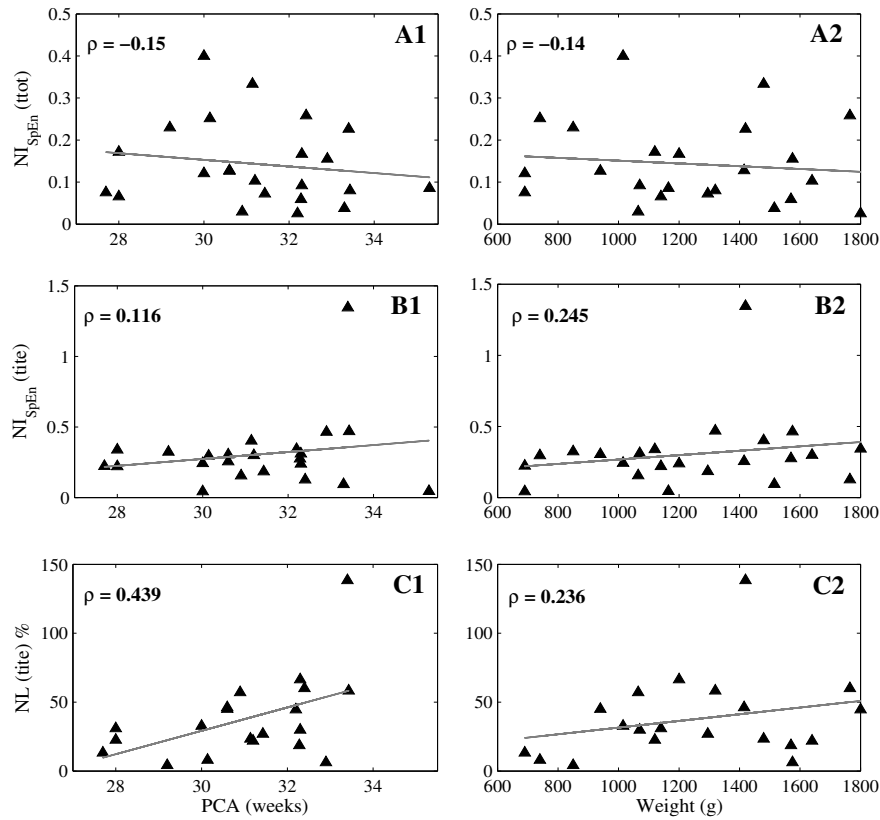 A1
ρ = −0.15
NI_SpEn (ttot)
0.5
0.4
0.3
0.2
0.1
0
28 30 32 34
A2
ρ = −0.14
0.5
0.4
0.3
0.2
0.1
0
600 800 1000 1200 1400 1600 1800
B1
ρ = 0.116
NI_SpEn (tite)
1.5
1
0.5
0
28 30 32 34
B2
ρ = 0.245
1.5
1
0.5
0
600 800 1000 1200 1400 1600 1800
C1
ρ = 0.439
NL (tite) %
150
100
50
0
28 30 32 34
PCA (weeks)
C2
ρ = 0.236
150
100
50
0
600 800 1000 1200 1400 1600 1800
Weight (g)